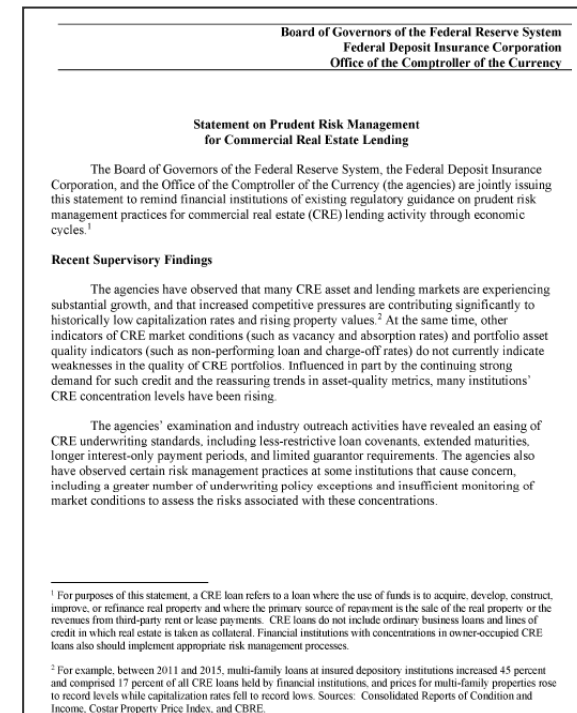 Board of Governors of the Federal Reserve System
Federal Deposit Insurance Corporation
Office of the Comptroller of the Currency
Statement on Prudent Risk Management
for Commercial Real Estate Lending
The Board of Governors of the Federal Reserve System, the Federal Deposit Insurance
Corporation, and the Office of the Comptroller of the Currency (the agencies) are jointly issuing
this statement to remind financial institutions of existing regulatory guidance on prudent risk
management practices for commercial real estate (CRE) lending activity through economic
cycles.¹
Recent Supervisory Findings
The agencies have observed that many CRE asset and lending markets are experiencing
substantial growth, and that increased competitive pressures are contributing significantly to
historically low capitalization rates and rising property values.² At the same time, other
indicators of CRE market conditions (such as vacancy and absorption rates) and portfolio asset
quality indicators (such as non-performing loan and charge-off rates) do not currently indicate
weaknesses in the quality of CRE portfolios. Influenced in part by the continuing strong
demand for such credit and the reassuring trends in asset-quality metrics, many institutions'
CRE concentration levels have been rising.
The agencies' examination and industry outreach activities have revealed an easing of
CRE underwriting standards, including less-restrictive loan covenants, extended maturities,
longer interest-only payment periods, and limited guarantor requirements. The agencies also
have observed certain risk management practices at some institutions that cause concern,
including a greater number of underwriting policy exceptions and insufficient monitoring of
market conditions to assess the risks associated with these concentrations.
¹ For purposes of this statement, a CRE loan refers to a loan where the use of funds is to acquire, develop, construct,
improve, or refinance real property and where the primary source of repayment is the sale of the real property or the
revenues from third-party rent or lease payments. CRE loans do not include ordinary business loans and lines of
credit in which real estate is taken as collateral. Financial institutions with concentrations in owner-occupied CRE
loans also should implement appropriate risk management processes.
² For example, between 2011 and 2015, multi-family loans at insured depository institutions increased 45 percent
and comprised 17 percent of all CRE loans held by financial institutions, and prices for multi-family properties rose
to record levels while capitalization rates fell to record lows. Sources: Consolidated Reports of Condition and
Income, Costar Property Price Index, and CBRE.